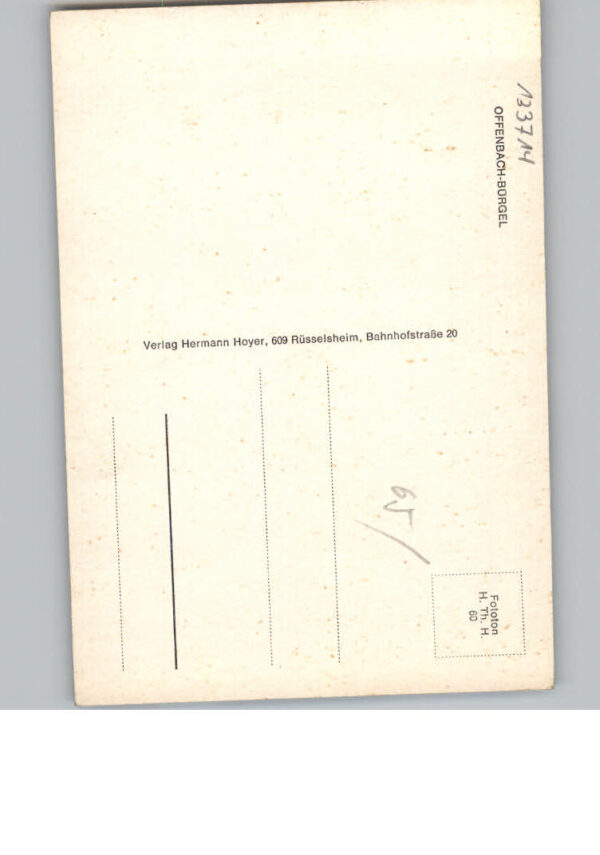 133714
OFFENBACH-BÜRGEL
Verlag Hermann Hoyer, 609 Rüsselsheim, Bahnhofstraße 20
65/
Fototon
H. Th. H.
60